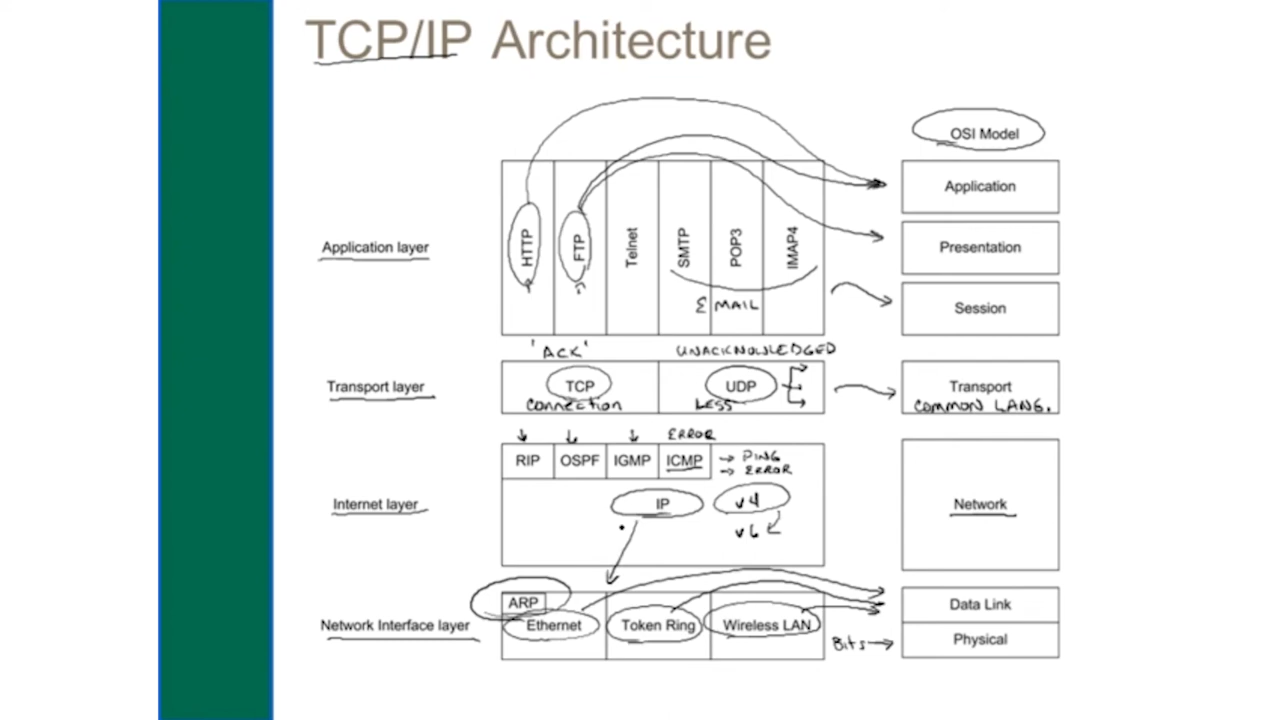 TCP/IP Architecture
OSI Model
Application layer
HTTP
FTP
Telnet
SMTP
POP3
IMAP4
EMAIL
Application
Presentation
Session
'ACK'
UNACKNOWLEDGED
Transport layer
TCP
Connection
UDP
LESS
Transport
COMMON LANG.
ERROR
RIP
OSPF
IGMP
ICMP
→ PING
→ ERROR
Internet layer
IP
v4
v6
Network
ARP
Network Interface layer
Ethernet
Token Ring
Wireless LAN
Data Link
Bits →
Physical